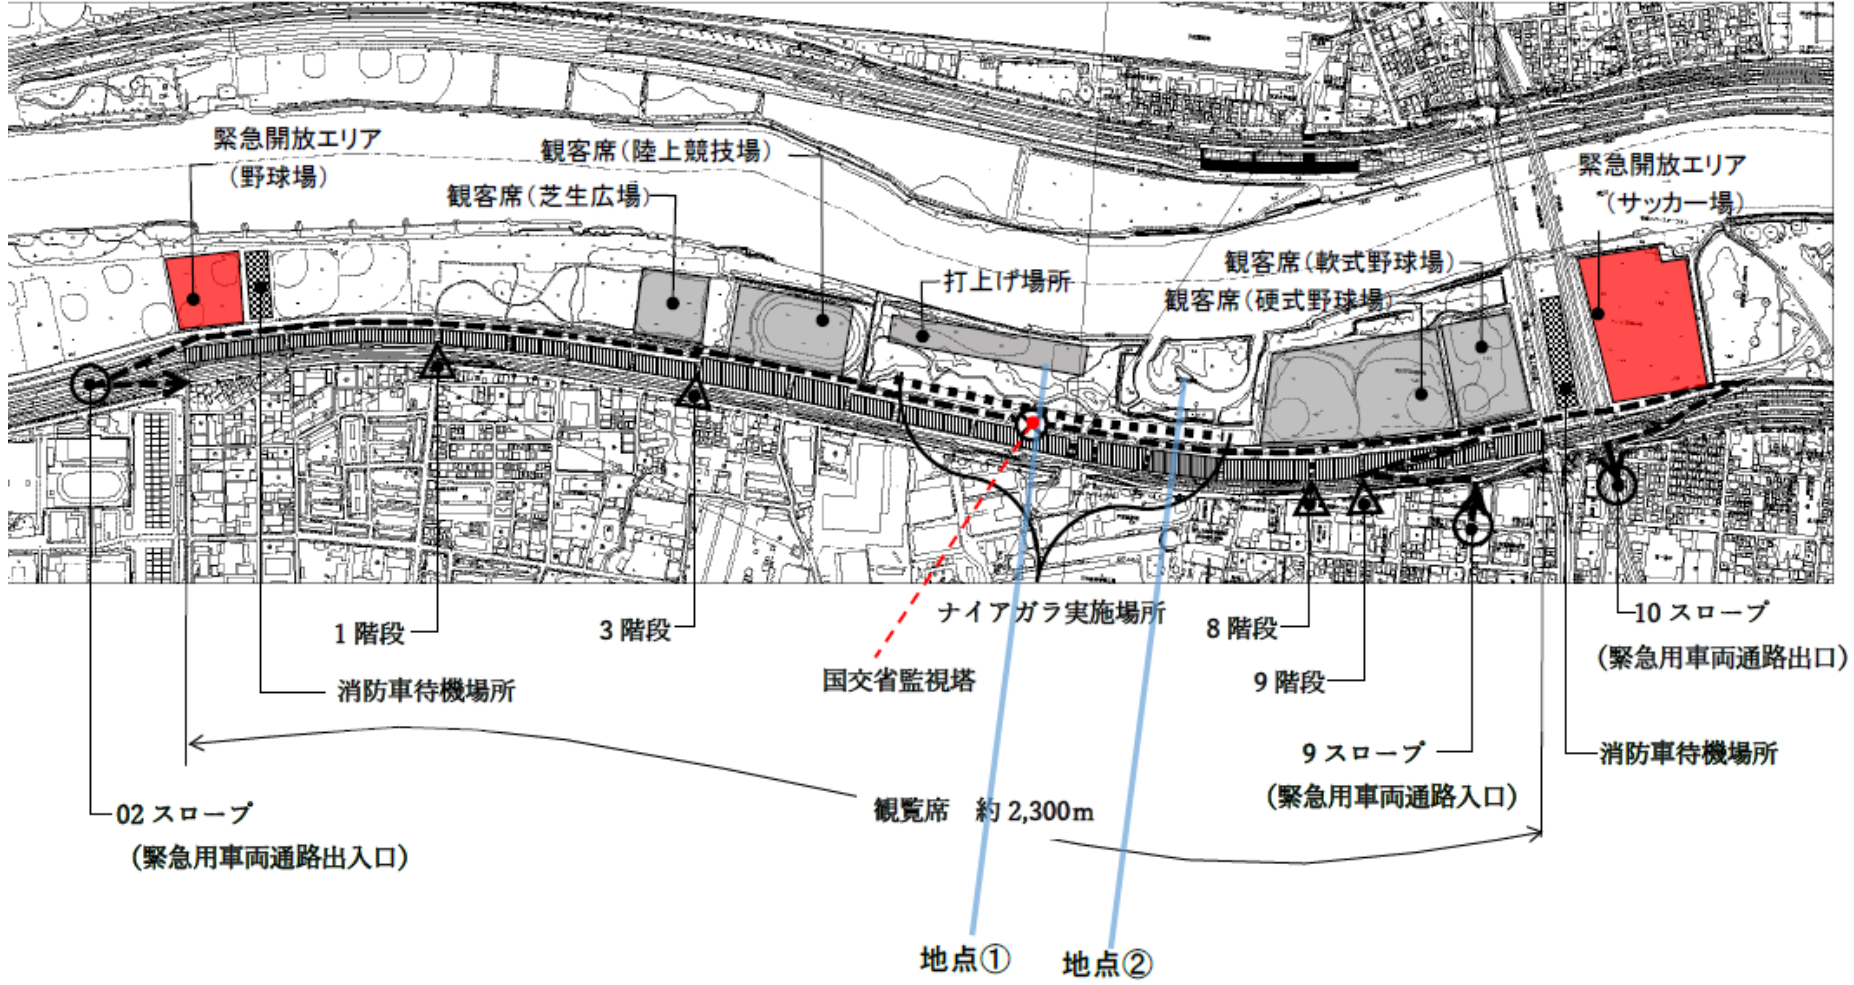 緊急開放エリア
(野球場)
観客席(陸上競技場)
観客席(芝生広場)
緊急開放エリア
(サッカー場)
打上げ場所
観客席(軟式野球場)
観客席(硬式野球場)
1 階段
3 階段
ナイアガラ実施場所
8 階段
10 スロープ
(緊急用車両通路出口)
消防車待機場所
国交省監視塔
9 階段
9 スロープ
(緊急用車両通路入口)
消防車待機場所
02 スロープ
(緊急用車両通路出入口)
観覧席 約 2,300m
地点①
地点②